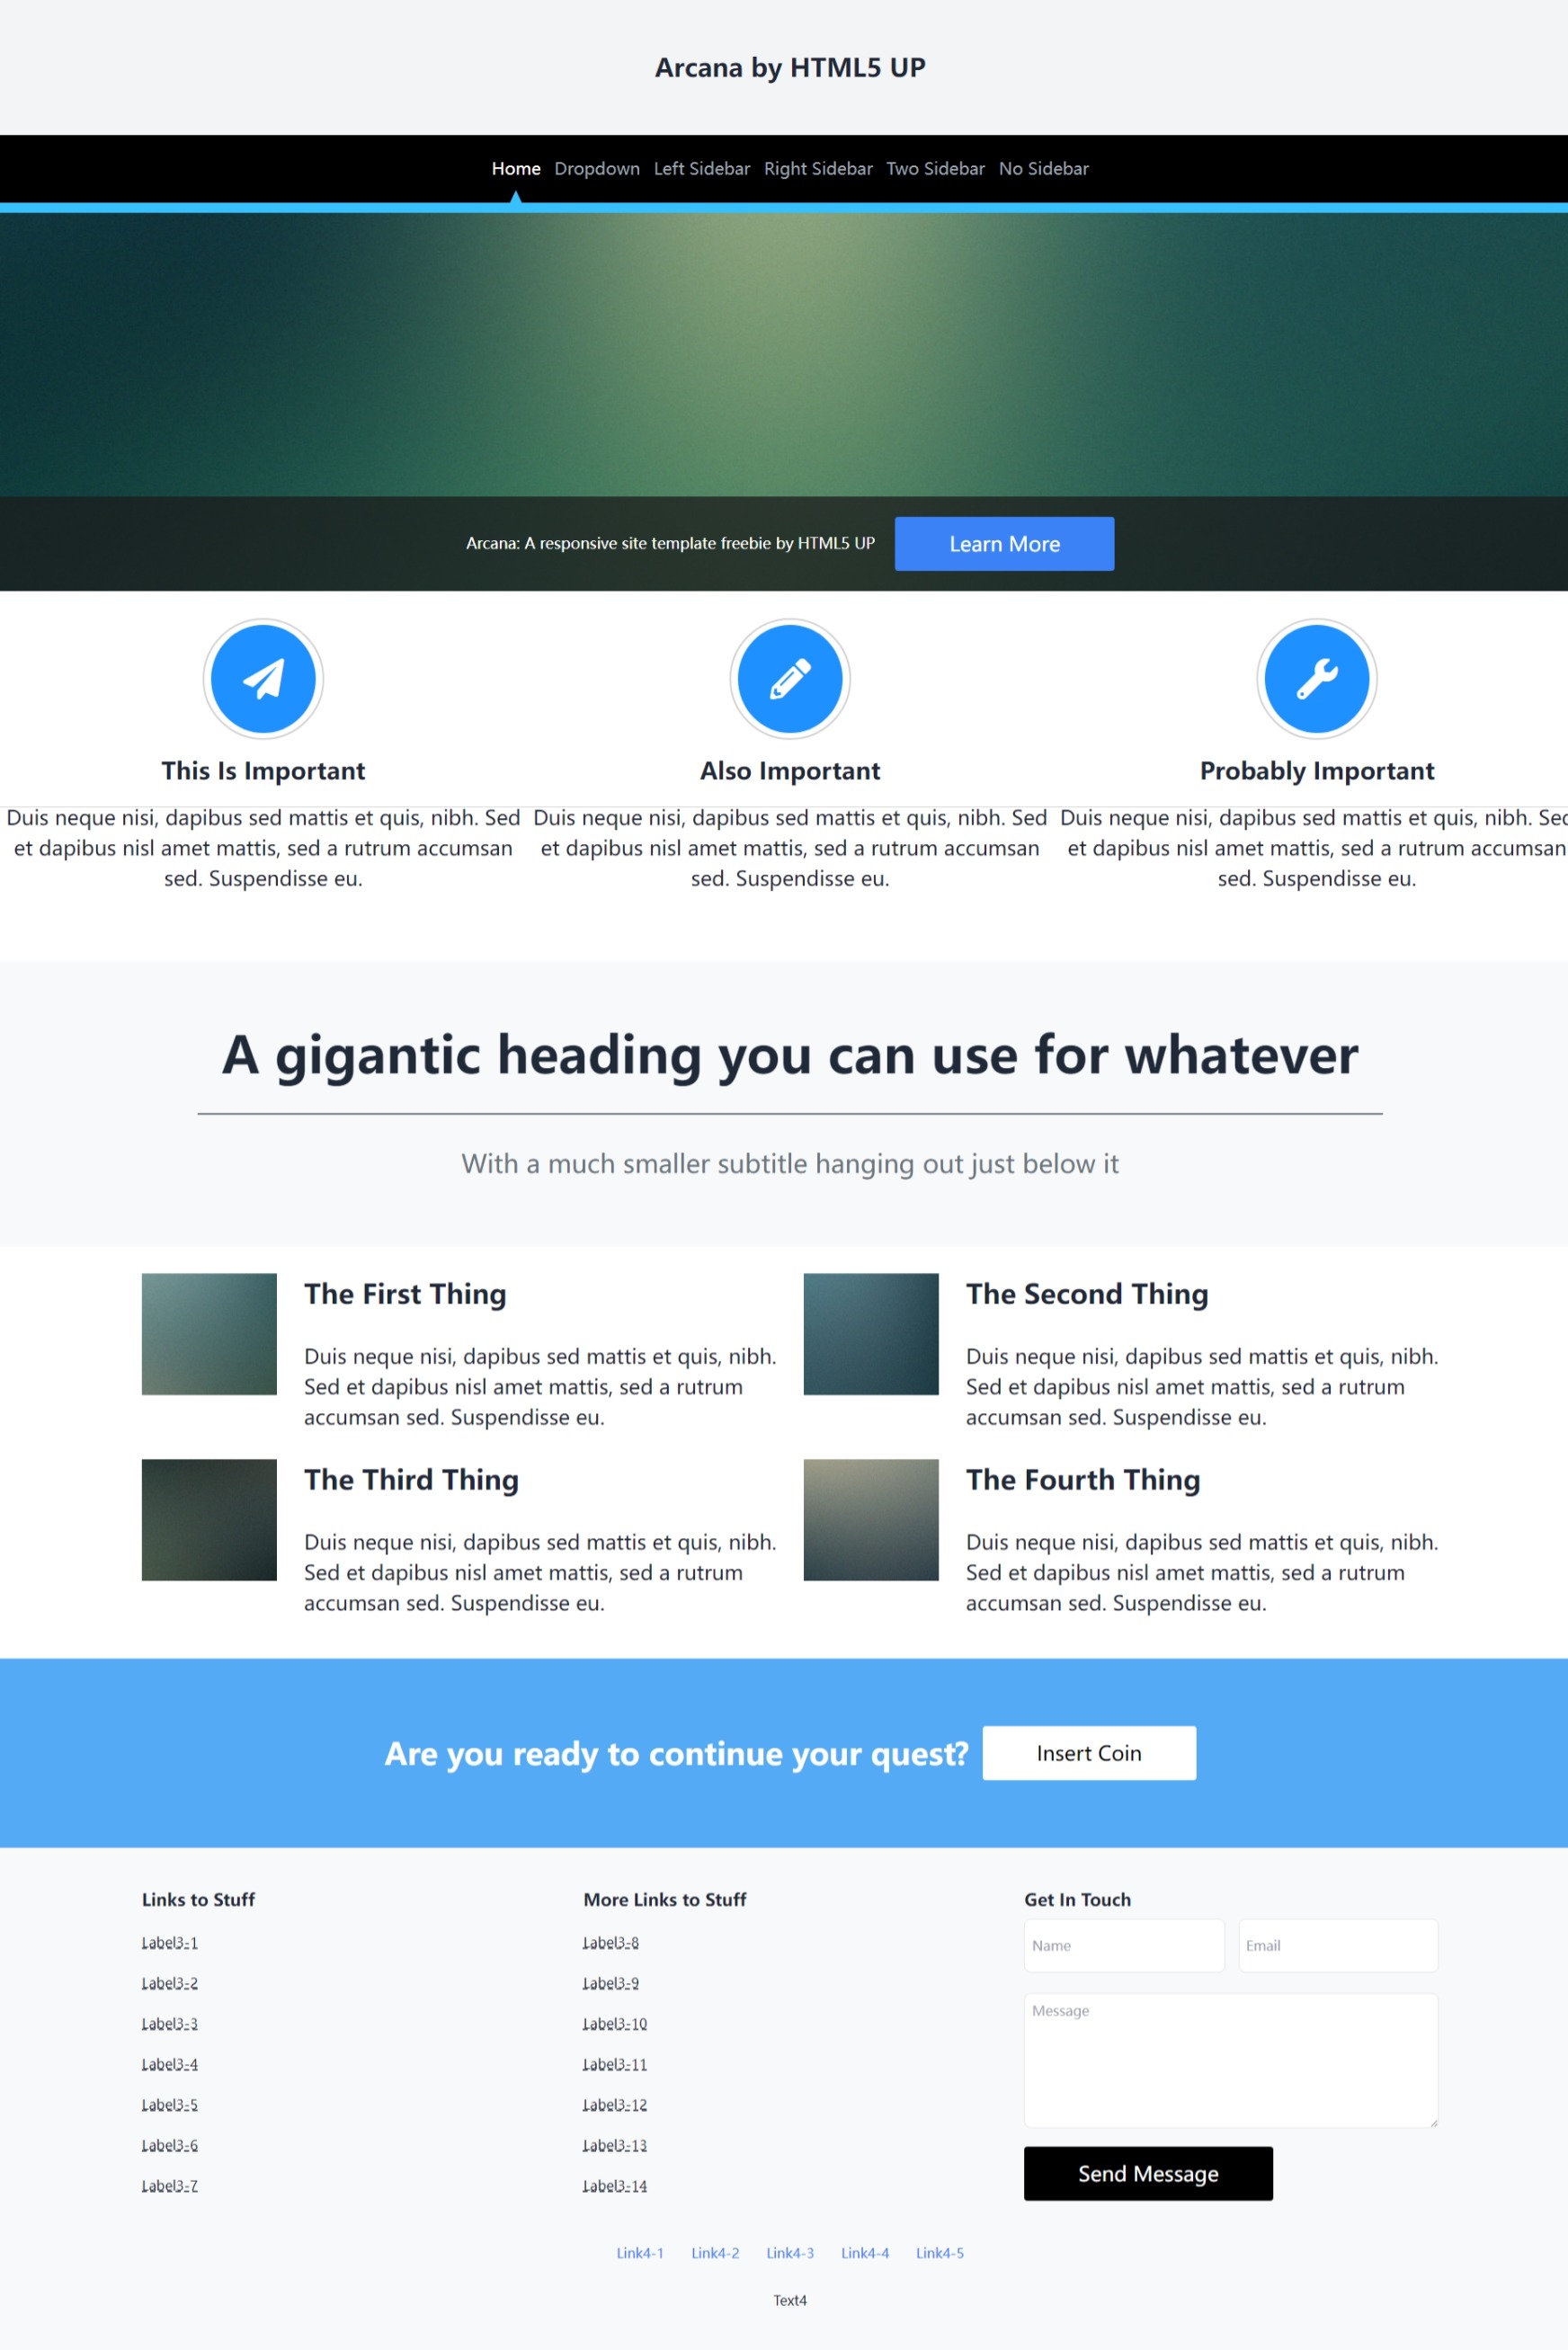 Arcana by HTML5 UP
Home Dropdown Left Sidebar Right Sidebar Two Sidebar No Sidebar
Arcana: A responsive site template freebie by HTML5 UP Learn More
This Is Important
Duis neque nisi, dapibus sed mattis et quis, nibh. Sed
et dapibus nisl amet mattis, sed a rutrum accumsan
sed. Suspendisse eu.
Also Important
Duis neque nisi, dapibus sed mattis et quis, nibh. Sed
et dapibus nisl amet mattis, sed a rutrum accumsan
sed. Suspendisse eu.
Probably Important
Duis neque nisi, dapibus sed mattis et quis, nibh. Sed
et dapibus nisl amet mattis, sed a rutrum accumsan
sed. Suspendisse eu.
A gigantic heading you can use for whatever
With a much smaller subtitle hanging out just below it
The First Thing
Duis neque nisi, dapibus sed mattis et quis, nibh.
Sed et dapibus nisl amet mattis, sed a rutrum
accumsan sed. Suspendisse eu.
The Second Thing
Duis neque nisi, dapibus sed mattis et quis, nibh.
Sed et dapibus nisl amet mattis, sed a rutrum
accumsan sed. Suspendisse eu.
The Third Thing
Duis neque nisi, dapibus sed mattis et quis, nibh.
Sed et dapibus nisl amet mattis, sed a rutrum
accumsan sed. Suspendisse eu.
The Fourth Thing
Duis neque nisi, dapibus sed mattis et quis, nibh.
Sed et dapibus nisl amet mattis, sed a rutrum
accumsan sed. Suspendisse eu.
Are you ready to continue your quest? Insert Coin
Links to Stuff
Label3-1
Label3-2
Label3-3
Label3-4
Label3-5
Label3-6
Label3-7
More Links to Stuff
Label3-8
Label3-9
Label3-10
Label3-11
Label3-12
Label3-13
Label3-14
Get In Touch
Name Email
Message
Send Message
Link4-1 Link4-2 Link4-3 Link4-4 Link4-5
Text4